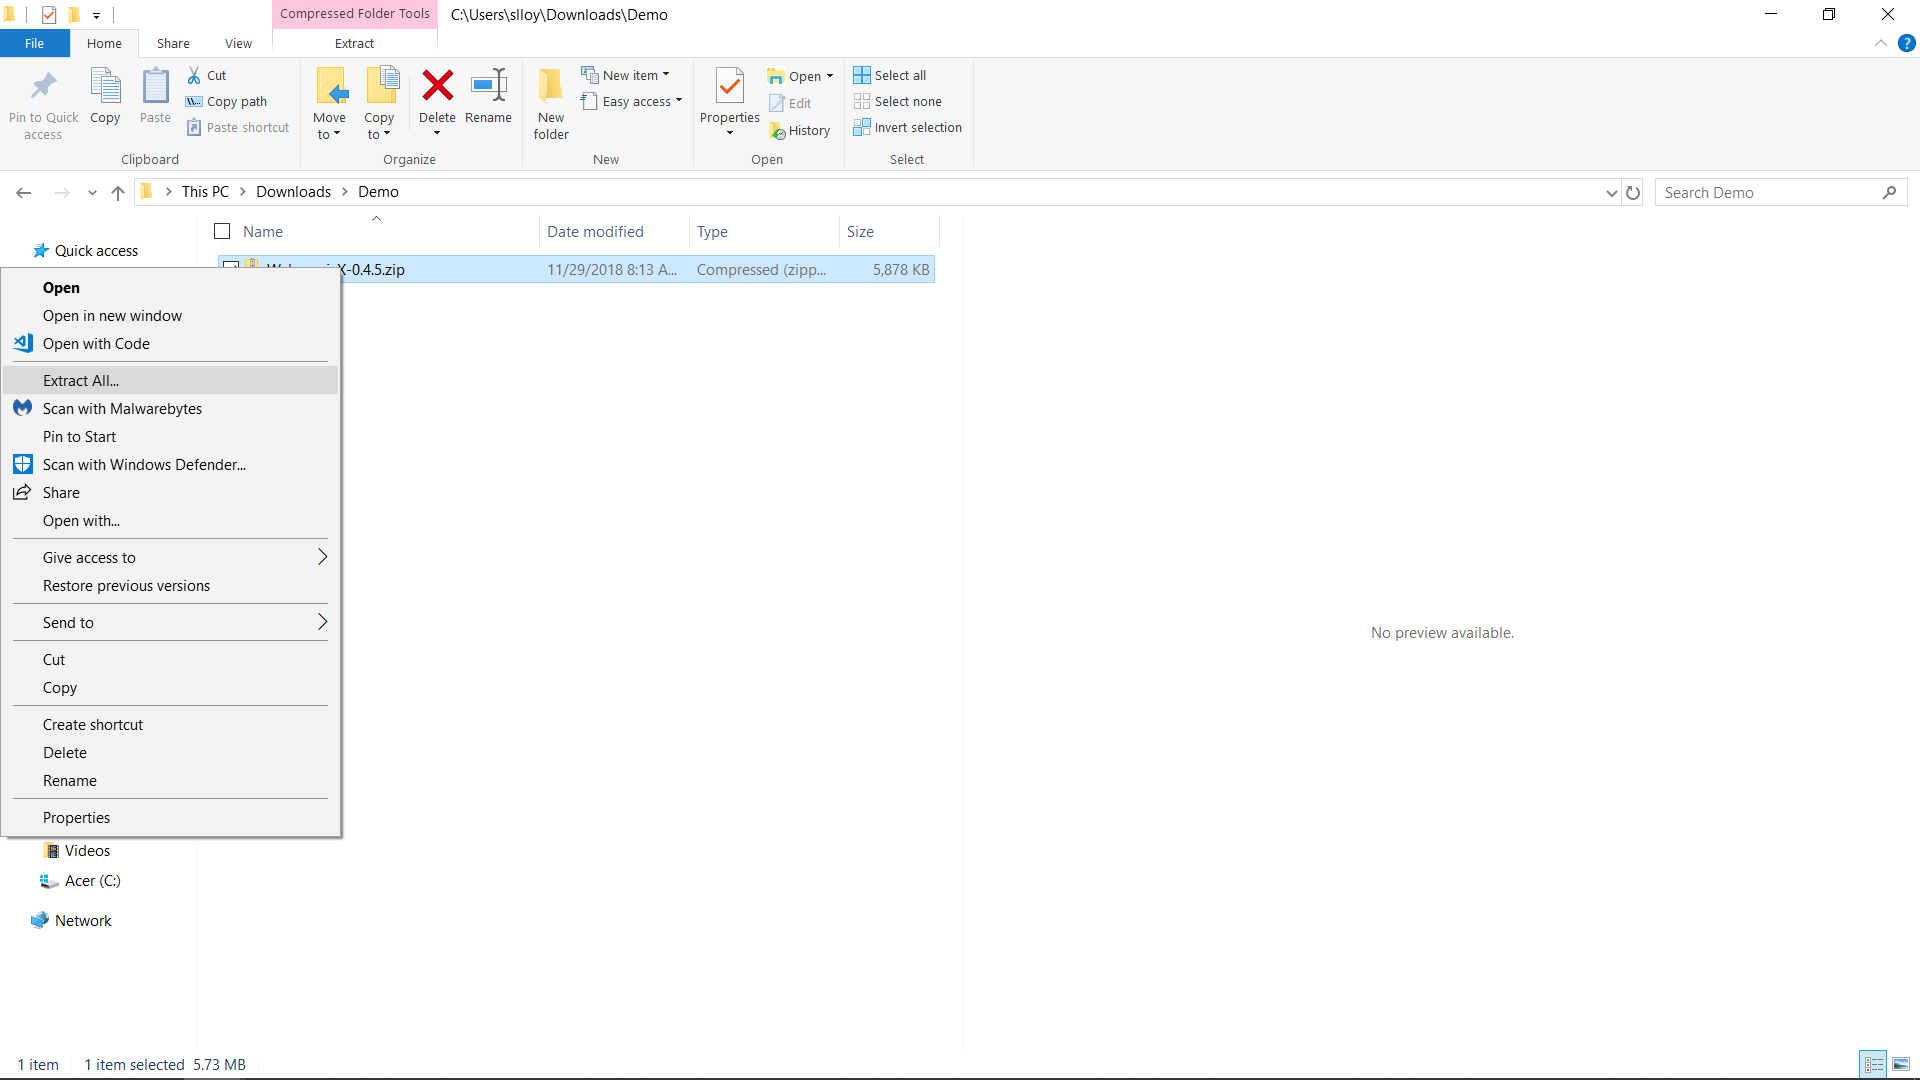 Compressed Folder Tools
C:\Users\slloy\Downloads\Demo
File
Home
Share
View
Extract
Pin to Quick access
Copy
Paste
Cut
Copy path
Paste shortcut
Clipboard
Move to
Copy to
Delete
Rename
Organize
New folder
New item
Easy access
New
Properties
Open
Edit
History
Open
Select all
Select none
Invert selection
Select
This PC
Downloads
Demo
Search Demo
Name
Date modified
Type
Size
Quick access
X-0.4.5.zip
11/29/2018 8:13 A...
Compressed (zipp...
5,878 KB
Open
Open in new window
Open with Code
Extract All...
Scan with Malwarebytes
Pin to Start
Scan with Windows Defender...
Share
Open with...
Give access to
Restore previous versions
Send to
Cut
Copy
Create shortcut
Delete
Rename
Properties
No preview available.
Videos
Acer (C:)
Network
1 item
1 item selected 5.73 MB